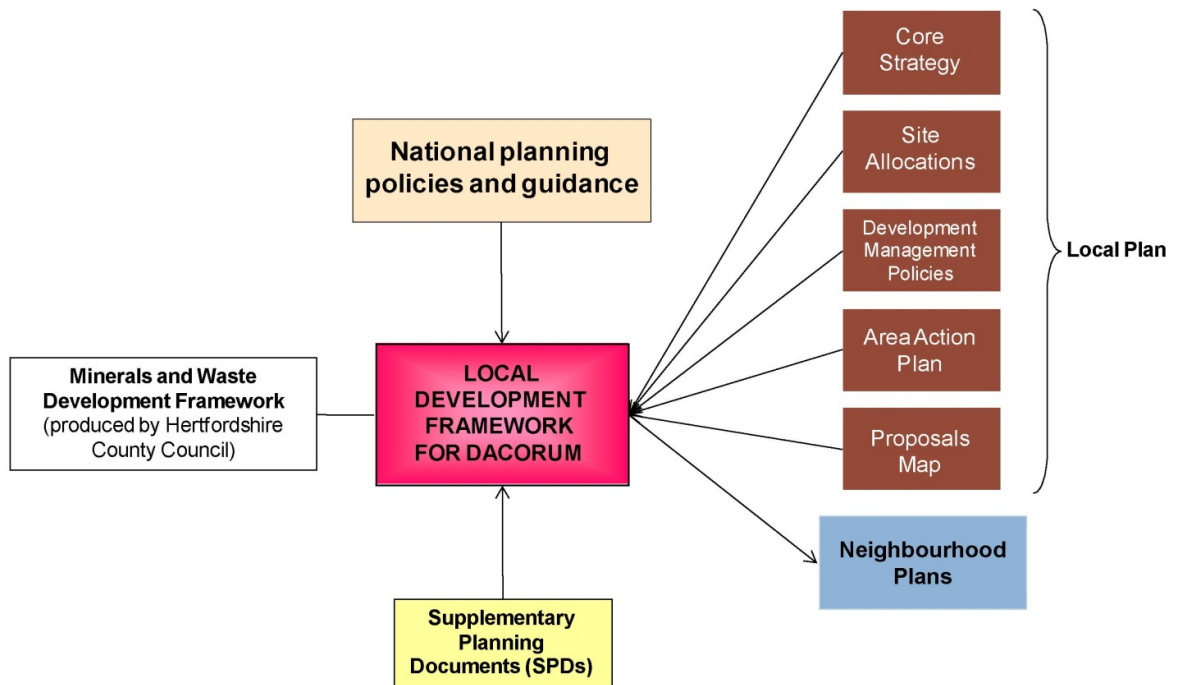 Core
Strategy
National planning
policies and guidance
Site
Allocations
Development
Management
Policies
Local Plan
Area Action
Plan
Minerals and Waste
Development Framework
(produced by Hertfordshire
County Council)
LOCAL
DEVELOPMENT
FRAMEWORK
FOR DACORUM
Proposals
Map
Neighbourhood
Plans
Supplementary
Planning
Documents (SPDs)